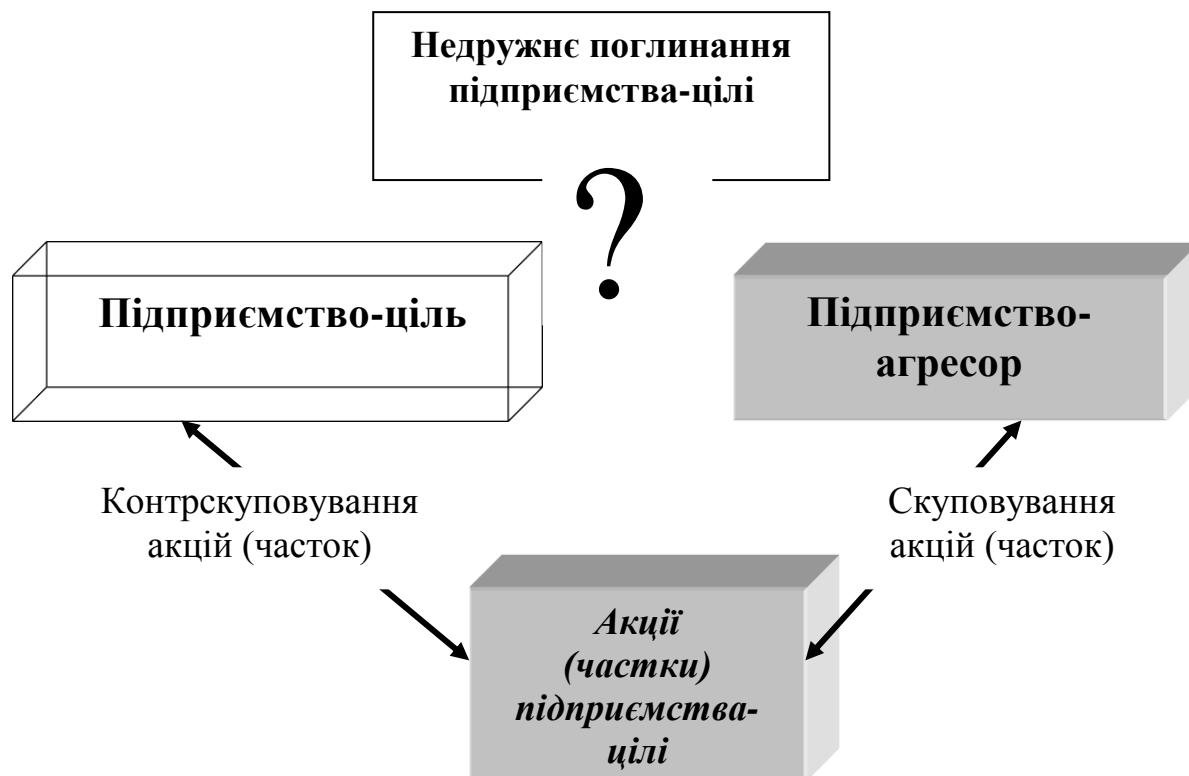 Недружнє поглинання
підприємства-цілі
?
Підприємство-ціль
Підприємство-
агресор
Контрскуповування
акцій (часток)
Скуповування
акцій (часток)
Акції
(частки)
підприємства-
цілі